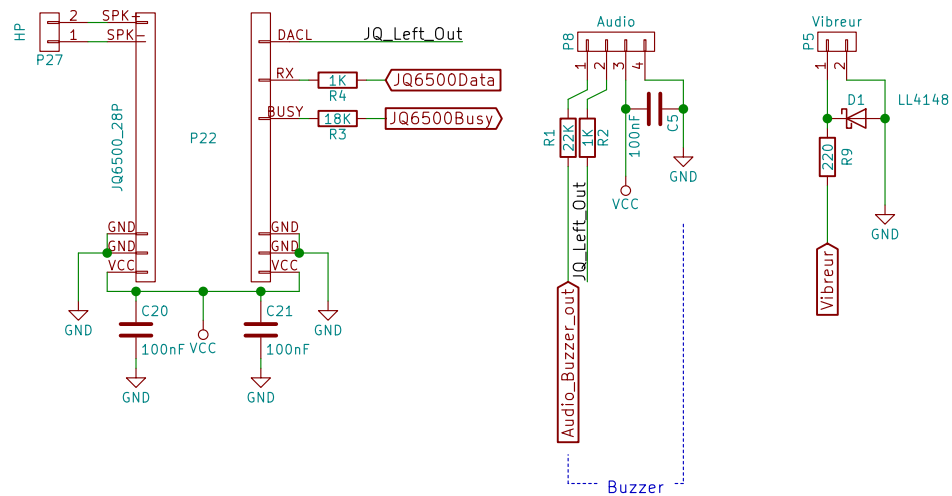 HP
2
1
P27
SPK+
SPK-
JQ6500_28P
GND
GND
VCC
P22
DACL
JQ_Left_Out
RX
1K
R4
JQ6500Data
BUSY
18K
R3
JQ6500Busy
GND
GND
VCC
GND
C20
100nF
GND
VCC
C21
100nF
GND
GND
Audio
P8
1
2
3
4
R1
22K
1K
R2
100nF
C5
GND
VCC
JQ_Left_Out
Audio_Buzzer_out
Buzzer
Vibreur
P5
1
2
D1
LL4148
220
R9
GND
Vibreur